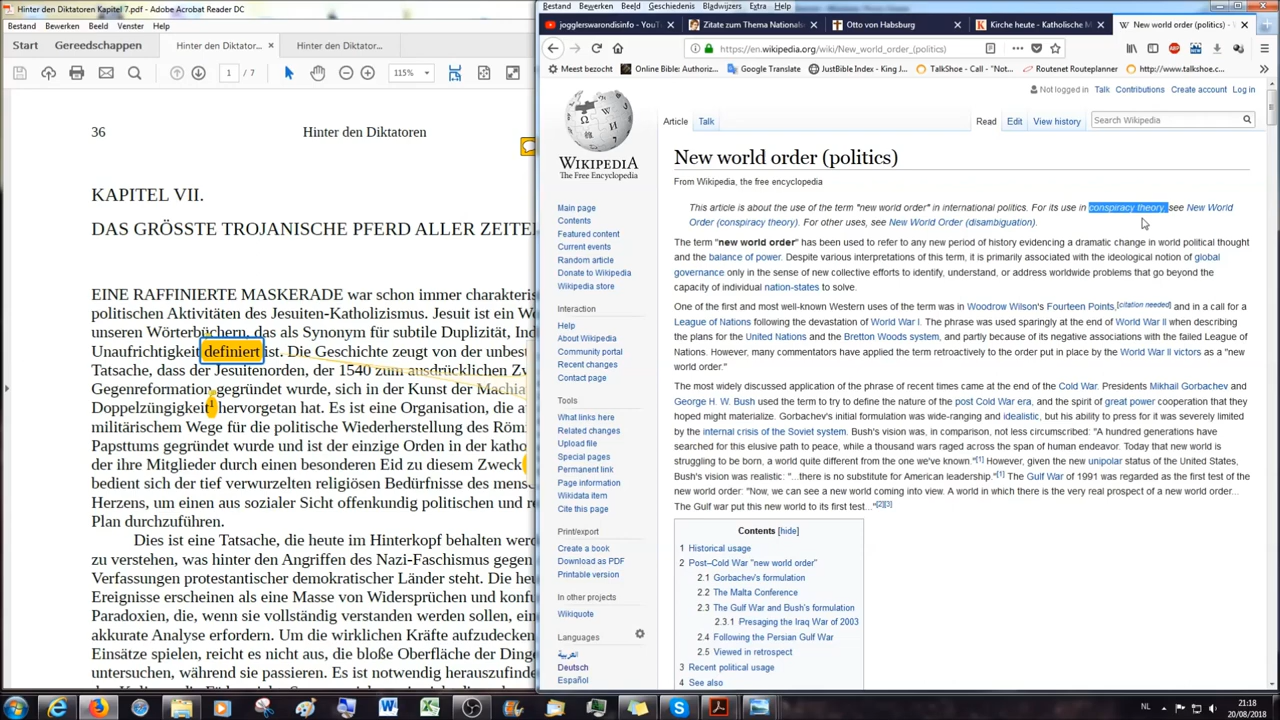 Hinter den Diktatoren Kapitel 7.pdf - Adobe Acrobat Reader DC
Bestand Bewerken Beeld Venster Help
Start Gereedschappen Hinter den Diktator... × Hinter den Diktator...
1 / 7 115%
36 Hinter den Diktatoren
KAPITEL VII.
DAS GRÖSSTE TROJANISCHE PFERD ALLER ZEITE
EINE RAFFINIERTE MASKERADE war schon immer charakteris
politischen Aktivitäten des Jesuiten-Katholizismus. Jesuit ist ein Wo
unseren Wörterbüchern, das als Synonym für subtile Duplizität, Ind
Unaufrichtigkeit definiert ist. Die Geschichte zeugt von der unbest
Tatsache, dass der Jesuitenorden, der 1540 zum ausdrücklichen Zw
Gegenreformation gegründet wurde, sich in der Kunst der Machia
Doppelzüngigkeit1 hervorgetan hat. Es ist eine Organisation, die a
militärischem Wege für die politische Wiederherstellung des Röm
Papsttums gegründet wurde und ist der einzige Orden in der katho
der ihre Mitglieder durch einen besonderen Eid zu diesem Zweck
bedient sich der tief verwurzelten religiösen Bedürfnisse des mens
Herzens, um einen aus sozialer Sicht offenkundig politischen und re
Plan durchzuführen.
Dies ist eine Tatsache, die heute im Hinterkopf behalten werd
zu verstehen, was hinter den Angriffen des Nazi-Faschismus gegen
Verfassungen protestantischer demokratischer Länder steht. Die heu
Ereignisse erscheinen als eine Masse von Widersprüchen und konfu
Paradoxien, die, wenn sie vollständig verstanden werden sollen, ein
akkurate Analyse erfordern. Um die wirklichen Kräfte aufzudecken
Einsätze spielen, reicht es nicht aus, die bloße Oberfläche der Dinge
untersuchen, während sie passieren. Es ist notwendig herauszufinden
Bestand Bewerken Beeld Geschiedenis Bladwijzers Extra Help
jogglerswarondisinfo - YouT × Zitate zum Thema Nationals × Otto von Habsburg × Kirche heute - Katholische M × New world order (politics) - ×
https://en.wikipedia.org/wiki/New_world_order_(politics)
Meest bezocht Online Bible: Authoriz... Google Translate JustBible Index - King J... TalkShoe - Call - "Not... Routenet Routeplanner http://www.talkshoe.c...
Not logged in Talk Contributions Create account Log in
Article Talk Read Edit View history Search Wikipedia
WIKIPEDIA
The Free Encyclopedia
Main page
Contents
Featured content
Current events
Random article
Donate to Wikipedia
Wikipedia store
Interaction
Help
About Wikipedia
Community portal
Recent changes
Contact page
Tools
What links here
Related changes
Upload file
Special pages
Permanent link
Page information
Wikidata item
Cite this page
Print/export
Create a book
Download as PDF
Printable version
In other projects
Wikiquote
Languages
العربية
Deutsch
Español
New world order (politics)
From Wikipedia, the free encyclopedia
This article is about the use of the term "new world order" in international politics. For its use in conspiracy theory, see New World
Order (conspiracy theory). For other uses, see New World Order (disambiguation).
The term "new world order" has been used to refer to any new period of history evidencing a dramatic change in world political thought
and the balance of power. Despite various interpretations of this term, it is primarily associated with the ideological notion of global
governance only in the sense of new collective efforts to identify, understand, or address worldwide problems that go beyond the
capacity of individual nation-states to solve.
One of the first and most well-known Western uses of the term was in Woodrow Wilson's Fourteen Points,[citation needed] and in a call for a
League of Nations following the devastation of World War I. The phrase was used sparingly at the end of World War II when describing
the plans for the United Nations and the Bretton Woods system, and partly because of its negative associations with the failed League of
Nations. However, many commentators have applied the term retroactively to the order put in place by the World War II victors as a "new
world order."
The most widely discussed application of the phrase of recent times came at the end of the Cold War. Presidents Mikhail Gorbachev and
George H. W. Bush used the term to try to define the nature of the post Cold War era, and the spirit of great power cooperation that they
hoped might materialize. Gorbachev's initial formulation was wide-ranging and idealistic, but his ability to press for it was severely limited
by the internal crisis of the Soviet system. Bush's vision was, in comparison, not less circumscribed: "A hundred generations have
searched for this elusive path to peace, while a thousand wars raged across the span of human endeavor. Today that new world is
struggling to be born, a world quite different from the one we've known."[1] However, given the new unipolar status of the United States,
Bush's vision was realistic: "...there is no substitute for American leadership."[1] The Gulf War of 1991 was regarded as the first test of the
new world order: "Now, we can see a new world coming into view. A world in which there is the very real prospect of a new world order...
The Gulf war put this new world to its first test..."[2][3]
Contents [hide]
1 Historical usage
2 Post–Cold War "new world order"
2.1 Gorbachev's formulation
2.2 The Malta Conference
2.3 The Gulf War and Bush's formulation
2.3.1 Presaging the Iraq War of 2003
2.4 Following the Persian Gulf War
2.5 Viewed in retrospect
3 Recent political usage
4 See also
NL 21:18
20/08/2018